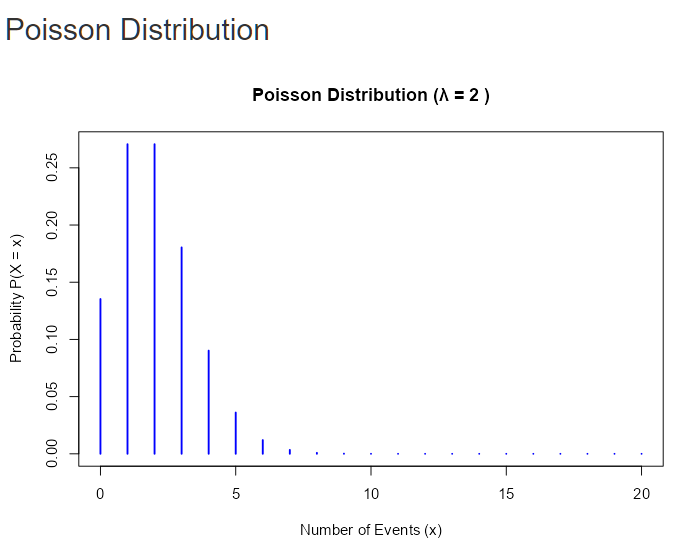 Poisson Distribution
Poisson Distribution (λ = 2 )
Probability P(X = x)
0.25
0.20
0.15
0.10
0.05
0.00
0 5 10 15 20
Number of Events (x)